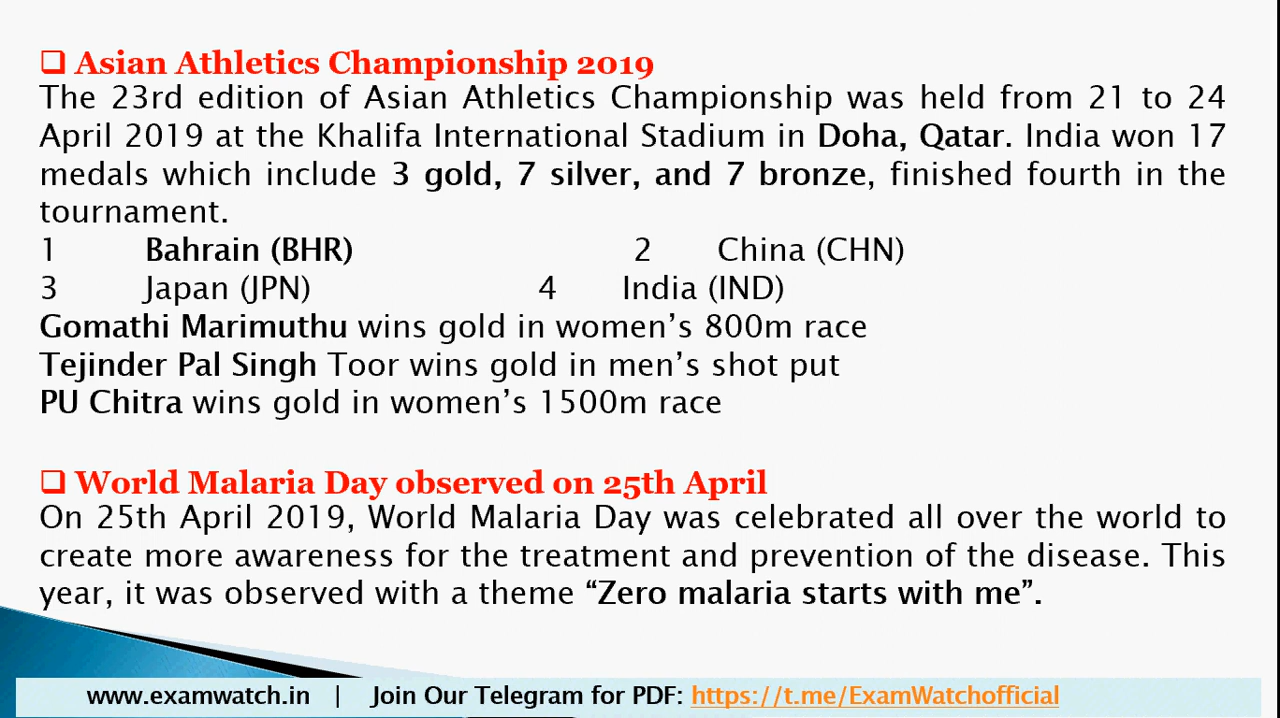 ❑ Asian Athletics Championship 2019
The 23rd edition of Asian Athletics Championship was held from 21 to 24
April 2019 at the Khalifa International Stadium in Doha, Qatar. India won 17
medals which include 3 gold, 7 silver, and 7 bronze, finished fourth in the
tournament.
1 Bahrain (BHR) 2 China (CHN)
3 Japan (JPN) 4 India (IND)
Gomathi Marimuthu wins gold in women’s 800m race
Tejinder Pal Singh Toor wins gold in men’s shot put
PU Chitra wins gold in women’s 1500m race
❑ World Malaria Day observed on 25th April
On 25th April 2019, World Malaria Day was celebrated all over the world to
create more awareness for the treatment and prevention of the disease. This
year, it was observed with a theme “Zero malaria starts with me”.
www.examwatch.in | Join Our Telegram for PDF: https://t.me/ExamWatchofficial